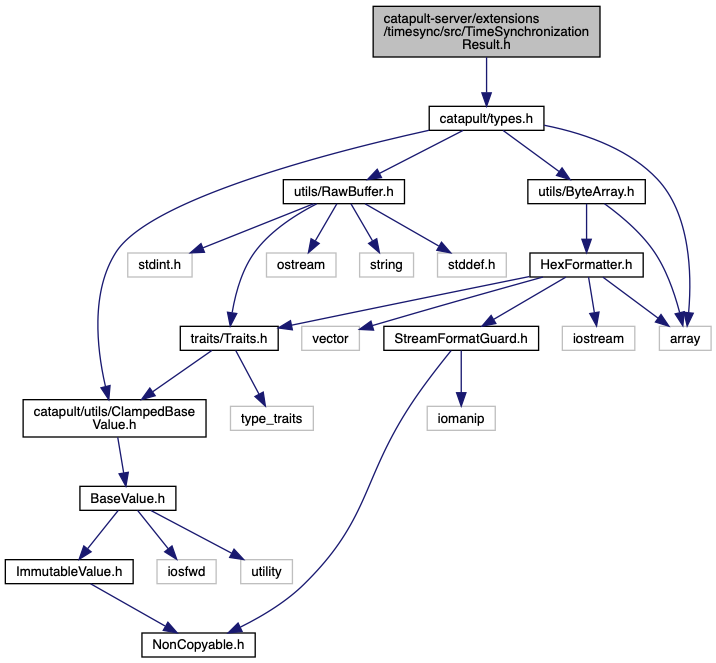 catapult-server/extensions
/timesync/src/TimeSynchronization
Result.h
catapult/types.h
utils/RawBuffer.h
utils/ByteArray.h
stdint.h
ostream
string
stddef.h
HexFormatter.h
traits/Traits.h
vector
StreamFormatGuard.h
iostream
array
catapult/utils/ClampedBase
Value.h
type_traits
iomanip
BaseValue.h
ImmutableValue.h
iosfwd
utility
NonCopyable.h